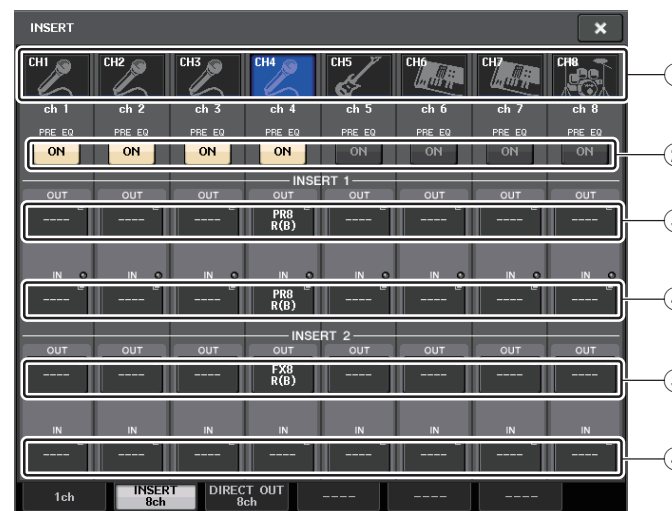 INSERT
CH1 CH2 CH3 CH4 CH5 CH6 CH7 CH8
ch 1 ch 2 ch 3 ch 4 ch 5 ch 6 ch 7 ch 8
PRE EQ PRE EQ PRE EQ PRE EQ PRE EQ PRE EQ PRE EQ PRE EQ
ON ON ON ON ON ON ON ON
INSERT 1
OUT OUT OUT OUT OUT OUT OUT OUT
---- ---- ---- PR8 R(B) ---- ---- ---- ----
IN IN IN IN IN IN IN IN
---- ---- ---- PR8 R(B) ---- ---- ---- ----
INSERT 2
OUT OUT OUT OUT OUT OUT OUT OUT
---- ---- ---- FX8 R(B) ---- ---- ---- ----
IN IN IN IN IN IN IN IN
---- ---- ---- ---- ---- ---- ---- ----
1ch INSERT 8ch DIRECT OUT 8ch ---- ---- ----